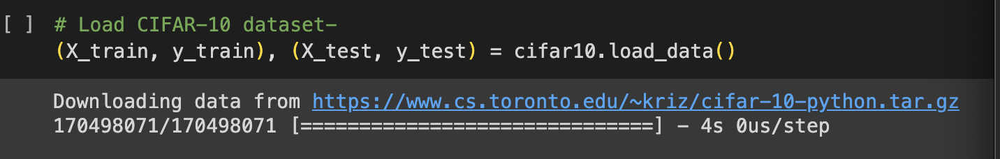 [ ] # Load CIFAR-10 dataset-
(X_train, y_train), (X_test, y_test) = cifar10.load_data()
Downloading data from https://www.cs.toronto.edu/~kriz/cifar-10-python.tar.gz
170498071/170498071 [==============================] - 4s 0us/step